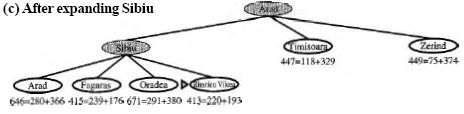 (c) After expanding Sibiu
Arad
Sibiu
Timisoara
Zerind
447=118+329
449=75+374
Arad
Fagaras
Oradea
Rimnicu Vilcea
646=280+366
415=239+176
671=291+380
413=220+193